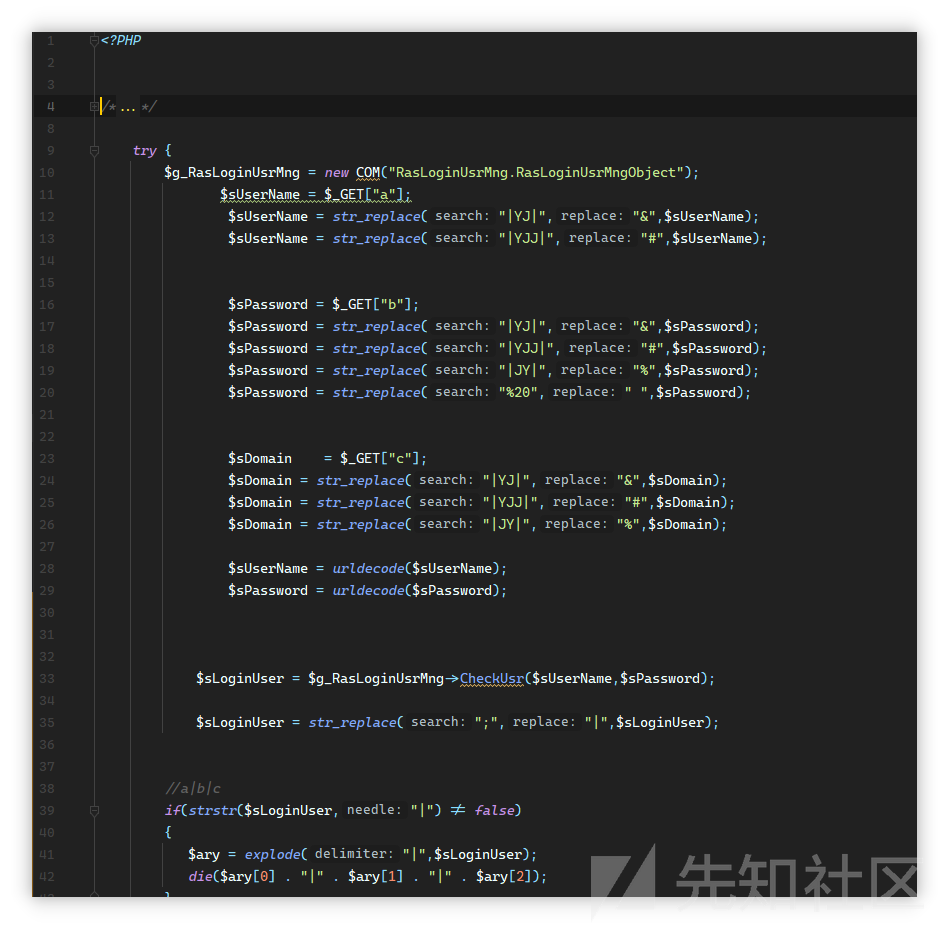 1 <?PHP
2
3
4 /* ... */
8
9 try {
10 $g_RasLoginUsrMng = new COM("RasLoginUsrMng.RasLoginUsrMngObject");
11 $sUserName = $_GET["a"];
12 $sUserName = str_replace( search: "|YJ|", replace: "&",$sUserName);
13 $sUserName = str_replace( search: "|YJJ|", replace: "#",$sUserName);
14
15
16 $sPassword = $_GET["b"];
17 $sPassword = str_replace( search: "|YJ|", replace: "&",$sPassword);
18 $sPassword = str_replace( search: "|YJJ|", replace: "#",$sPassword);
19 $sPassword = str_replace( search: "|JY|", replace: "%",$sPassword);
20 $sPassword = str_replace( search: "%20", replace: " ",$sPassword);
21
22
23 $sDomain = $_GET["c"];
24 $sDomain = str_replace( search: "|YJ|", replace: "&",$sDomain);
25 $sDomain = str_replace( search: "|YJJ|", replace: "#",$sDomain);
26 $sDomain = str_replace( search: "|JY|", replace: "%",$sDomain);
27
28 $sUserName = urldecode($sUserName);
29 $sPassword = urldecode($sPassword);
30
31
32
33 $sLoginUser = $g_RasLoginUsrMng->CheckUsr($sUserName,$sPassword);
34
35 $sLoginUser = str_replace( search: ";", replace: "|",$sLoginUser);
36
37
38 //a|b|c
39 if(strstr($sLoginUser, needle: "|") != false)
40 {
41 $ary = explode( delimiter: "|",$sLoginUser);
42 die($ary[0] . "|" . $ary[1] . "|" . $ary[2]);
先知社区